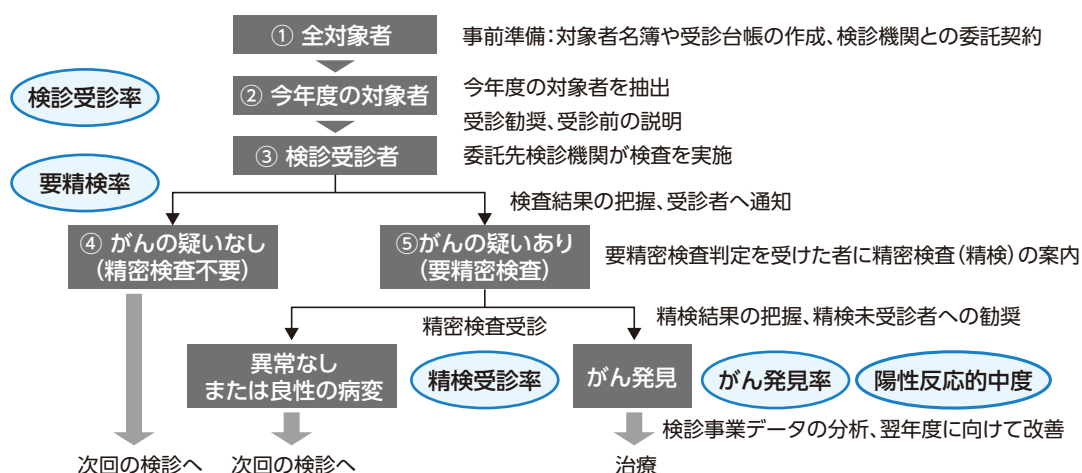 ① 全対象者
事前準備：対象者名簿や受診台帳の作成、検診機関との委託契約
検診受診率
② 今年度の対象者
今年度の対象者を抽出
受診勧奨、受診前の説明
③ 検診受診者
委託先検診機関が検査を実施
要精検率
検査結果の把握、受診者へ通知
④ がんの疑いなし
（精密検査不要）
⑤がんの疑いあり
（要精密検査）
要精密検査判定を受けた者に精密検査（精検）の案内
精密検査受診
精検結果の把握、精検未受診者への勧奨
異常なし
または良性の病変
精検受診率
がん発見
がん発見率
陽性反応的中度
検診事業データの分析、翌年度に向けて改善
次回の検診へ
次回の検診へ
治療